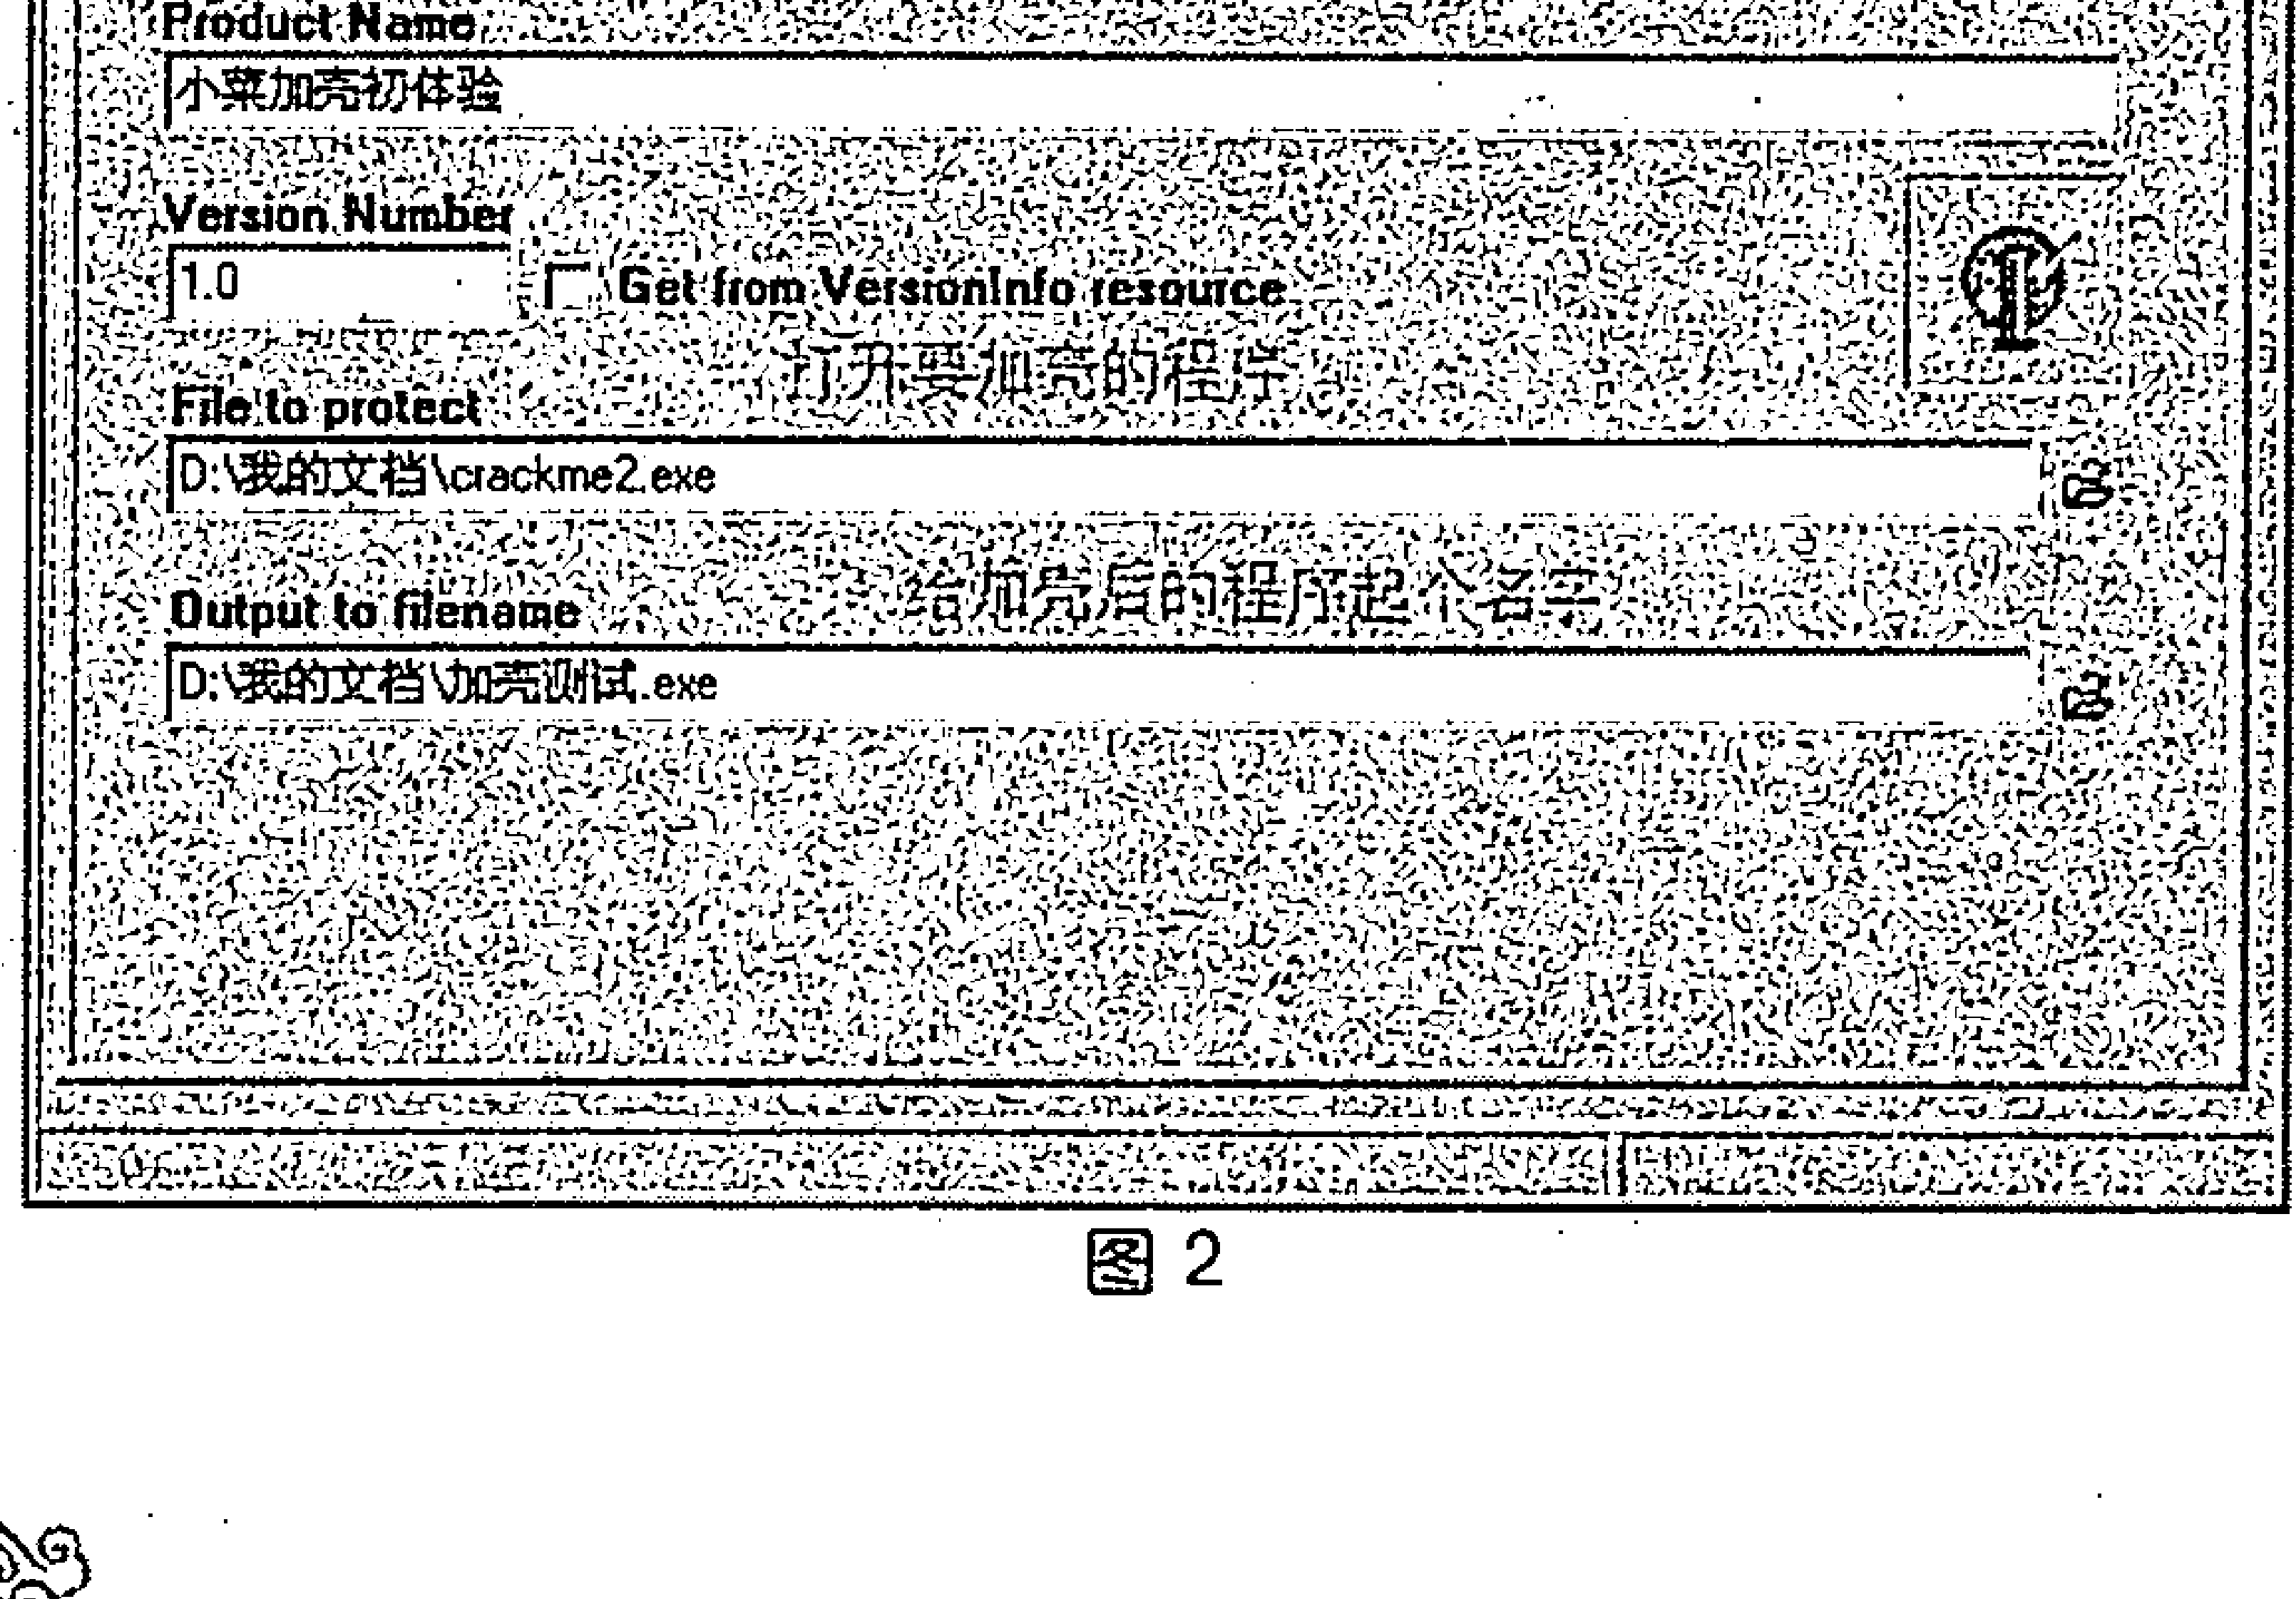 Product Name
小菜加壳初体验
Version Number
1.0
Get from VersionInfo resource
打开要加壳的程序
File to protect
D:\我的文档\crackme2.exe
给加壳后的程序起个名字
Output to filename
D:\我的文档\加壳测试.exe
图 2